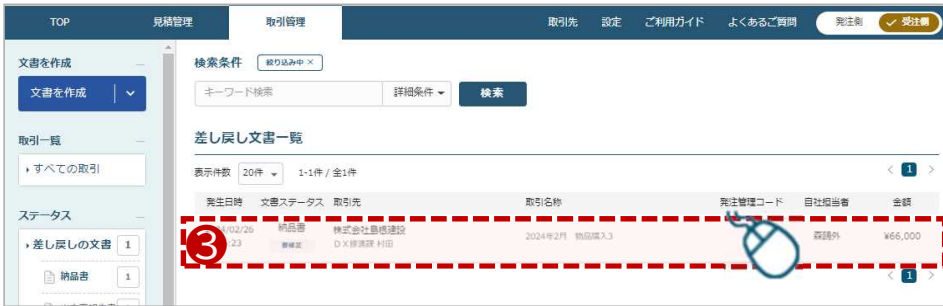 TOP 見積管理 取引管理 取引先 設定 ご利用ガイド よくあるご質問 発注側 受注側
文書を作成
文書を作成
取引一覧
すべての取引
ステータス
差し戻しの文書 1
納品書 1
検索条件 絞り込み中 ×
キーワード検索 詳細条件 検索
差し戻し文書一覧
表示件数 20件 1-1件 / 全1件 < 1 >
発生日時 文書ステータス 取引先 取引名称 発注管理コード 自社担当者 金額
3
4/02/26 納品書 株式会社島根建設 2024年2月 物品購入3 森鷗外 ¥66,000
:23 要修正 DX推進課 村田
< 1 >